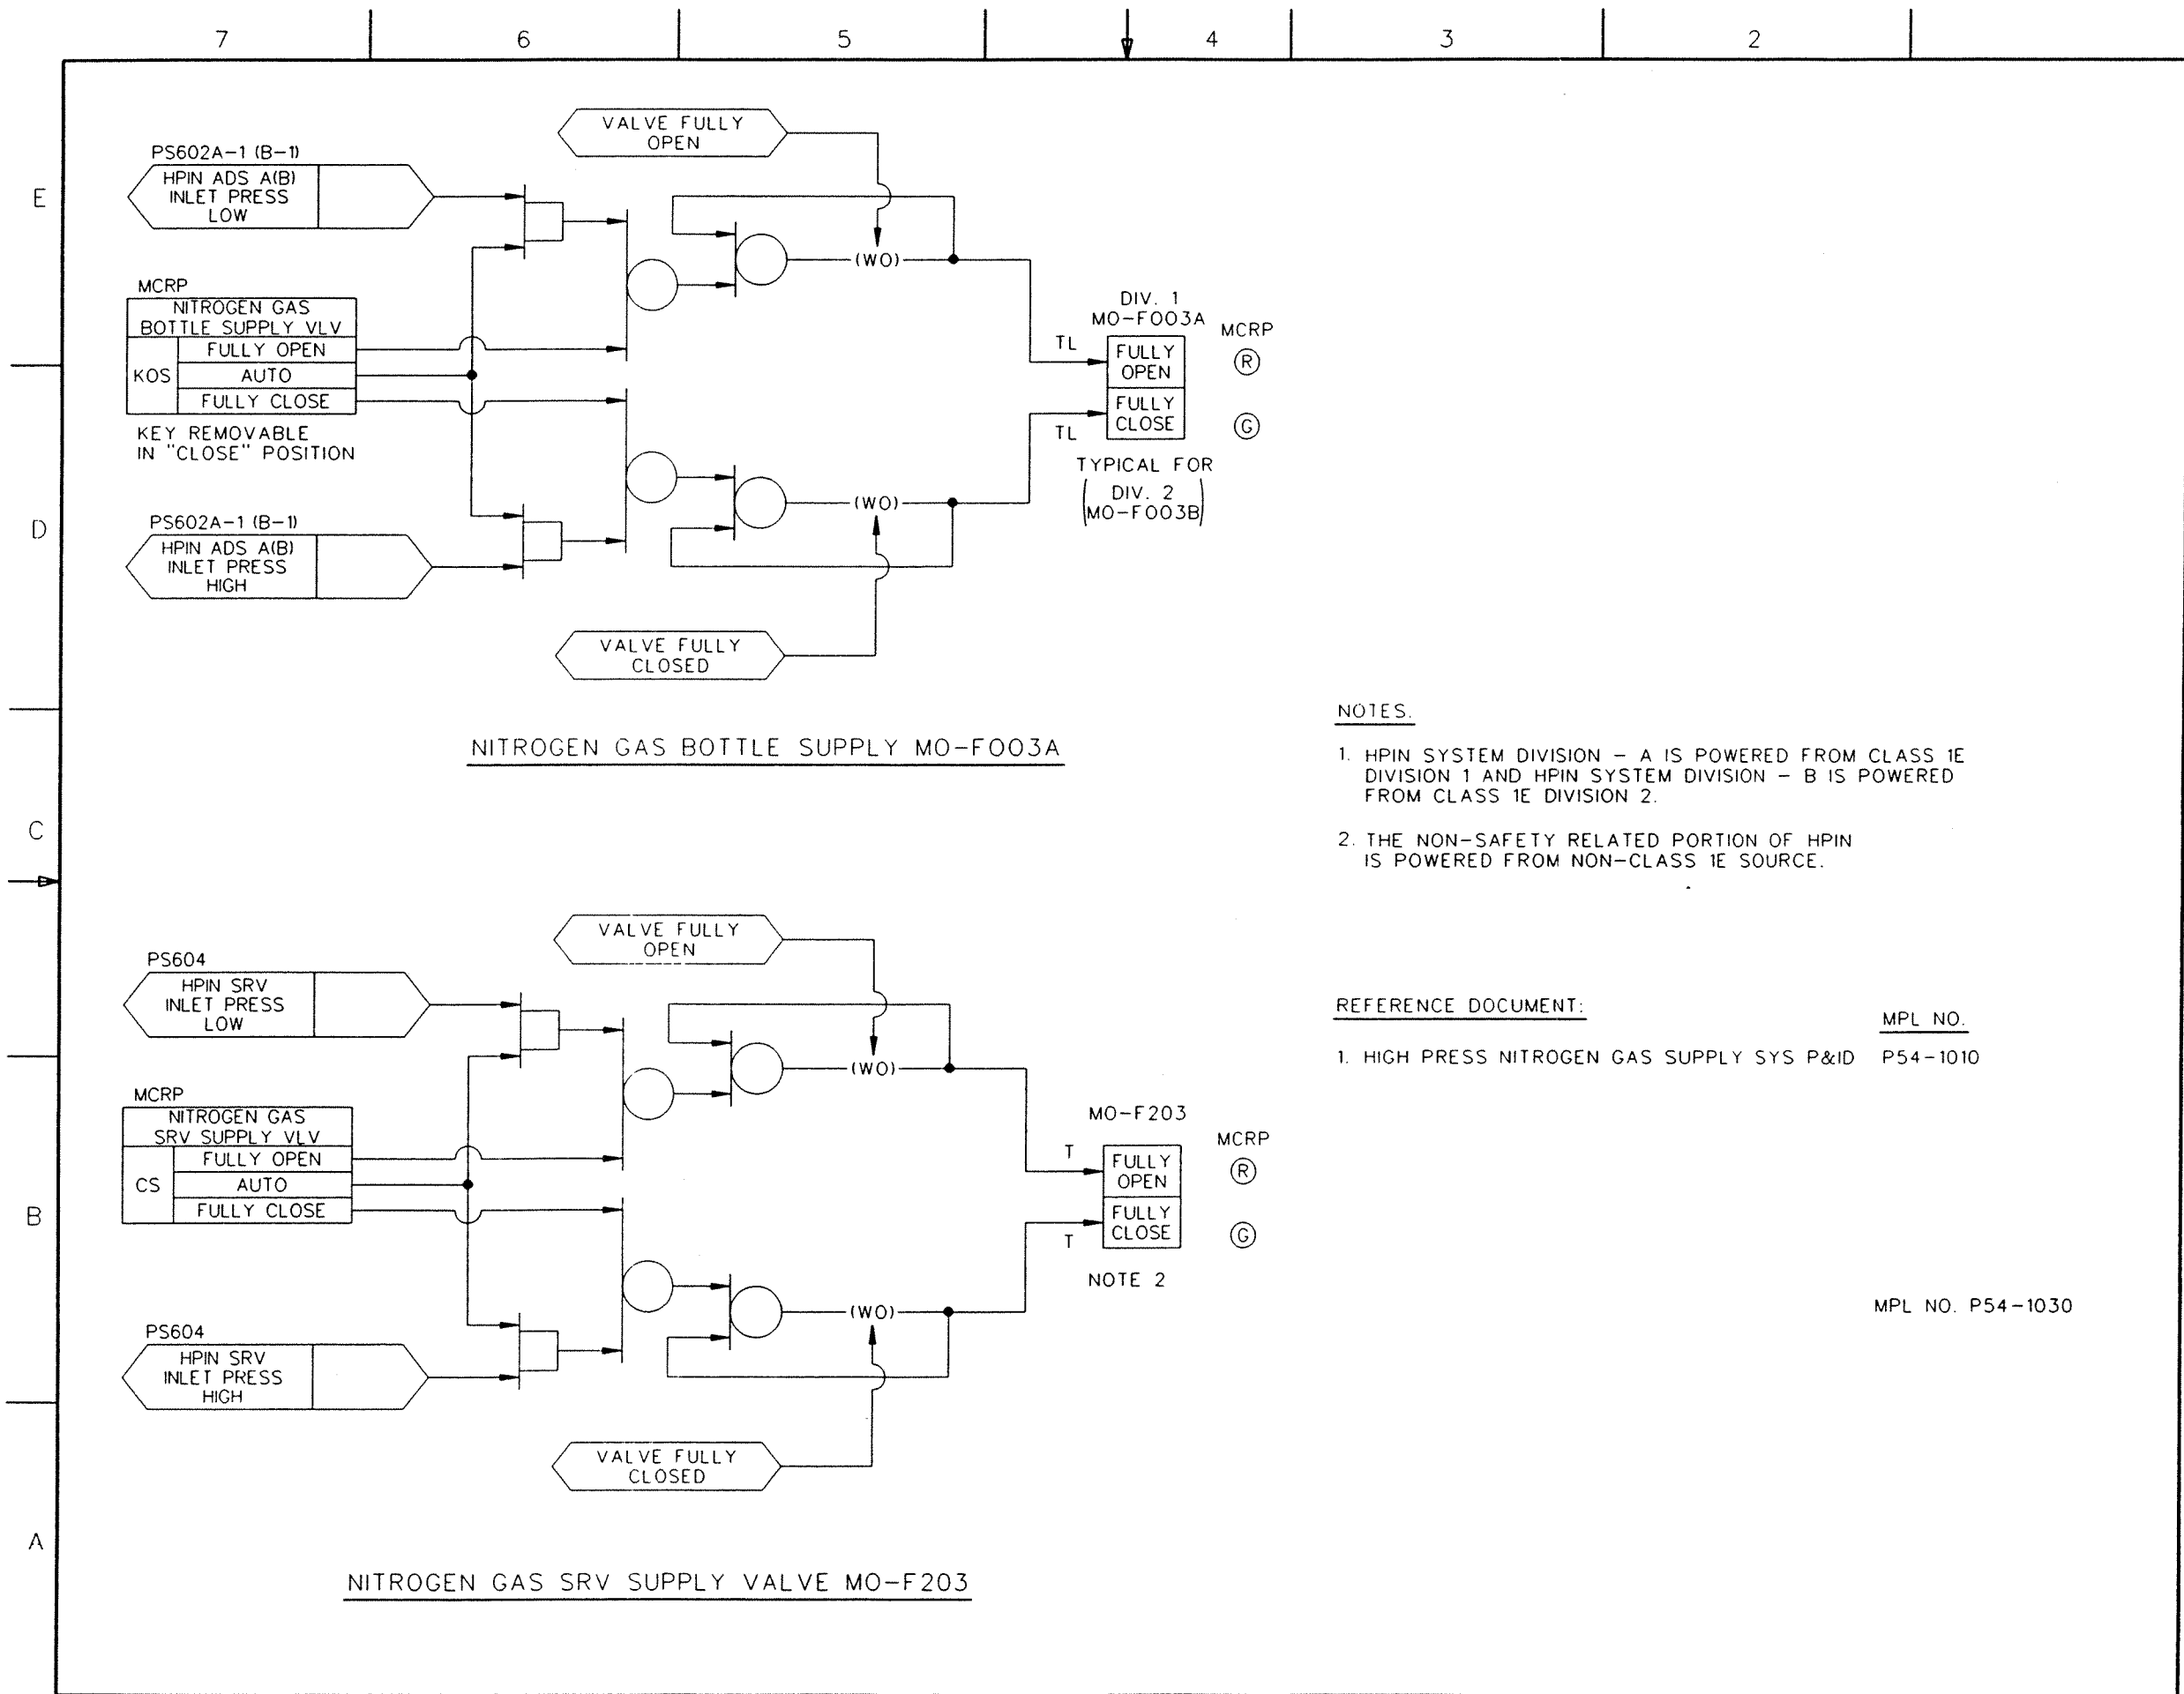 7 6 5 4 3 2
E
D
C
B
A
VALVE FULLY
OPEN
PS602A-1 (B-1)
HPIN ADS A(B)
INLET PRESS
LOW
MCRP
NITROGEN GAS
BOTTLE SUPPLY VLV
KOS
FULLY OPEN
AUTO
FULLY CLOSE
KEY REMOVABLE
IN "CLOSE" POSITION
PS602A-1 (B-1)
HPIN ADS A(B)
INLET PRESS
HIGH
(WO)
(WO)
VALVE FULLY
CLOSED
DIV. 1
MO-F003A
MCRP
TL
FULLY
OPEN
R
FULLY
CLOSE
G
TL
TYPICAL FOR
(DIV. 2
MO-F003B)
NITROGEN GAS BOTTLE SUPPLY MO-F003A
NOTES.
1. HPIN SYSTEM DIVISION - A IS POWERED FROM CLASS 1E
DIVISION 1 AND HPIN SYSTEM DIVISION - B IS POWERED
FROM CLASS 1E DIVISION 2.
2. THE NON-SAFETY RELATED PORTION OF HPIN
IS POWERED FROM NON-CLASS 1E SOURCE.
VALVE FULLY
OPEN
PS604
HPIN SRV
INLET PRESS
LOW
MCRP
NITROGEN GAS
SRV SUPPLY VLV
CS
FULLY OPEN
AUTO
FULLY CLOSE
PS604
HPIN SRV
INLET PRESS
HIGH
(WO)
(WO)
VALVE FULLY
CLOSED
MO-F203
MCRP
T
FULLY
OPEN
R
FULLY
CLOSE
G
T
NOTE 2
REFERENCE DOCUMENT:
MPL NO.
1. HIGH PRESS NITROGEN GAS SUPPLY SYS P&ID P54-1010
MPL NO. P54-1030
NITROGEN GAS SRV SUPPLY VALVE MO-F203